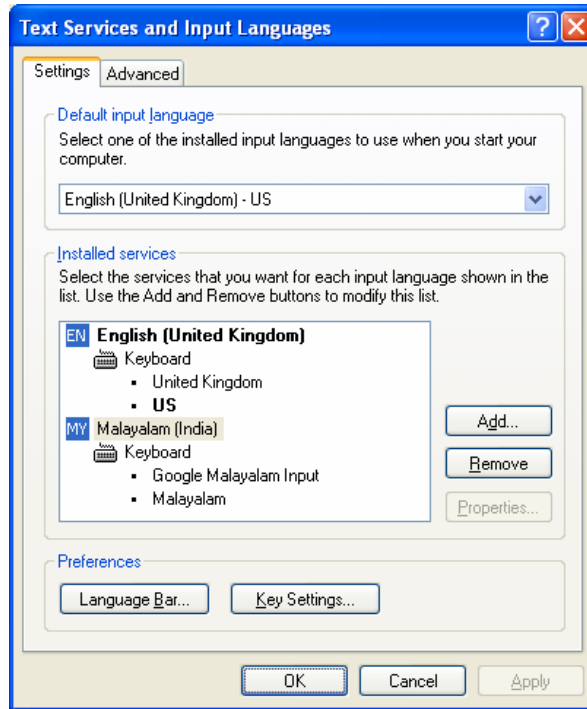 Text Services and Input Languages
Settings
Advanced
Default input language
Select one of the installed input languages to use when you start your
computer.
English (United Kingdom) - US
Installed services
Select the services that you want for each input language shown in the
list. Use the Add and Remove buttons to modify this list.
EN English (United Kingdom)
Keyboard
▪ United Kingdom
▪ US
MY Malayalam (India)
Keyboard
▪ Google Malayalam Input
▪ Malayalam
Add...
Remove
Properties...
Preferences
Language Bar...
Key Settings...
OK
Cancel
Apply